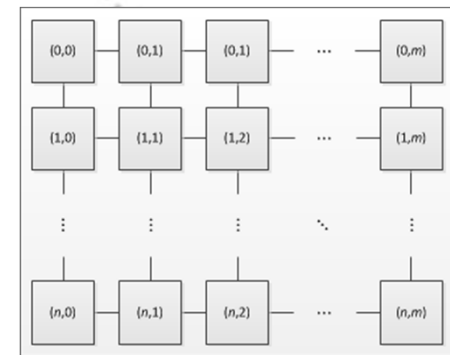 (0,0) (0,1) (0,1) ... (0,m)
(1,0) (1,1) (1,2) ... (1,m)
⋮ ⋮ ⋮ ⋱ ⋮
(n,0) (n,1) (n,2) ... (n,m)